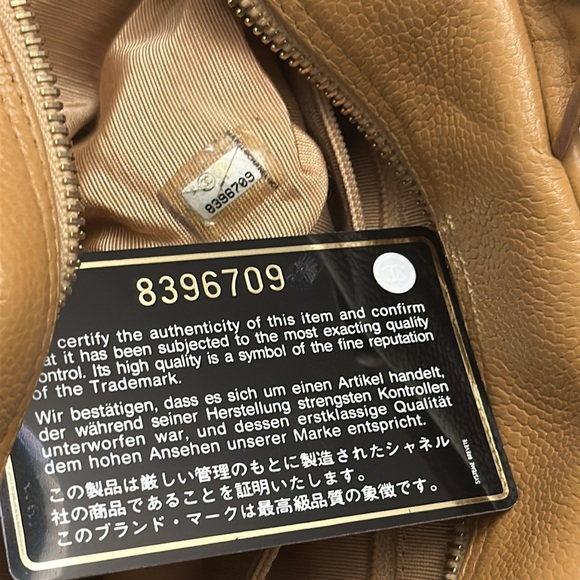 8396709
8396709
certify the authenticity of this item and confirm
at it has been subjected to the most exacting quality
ontrol. Its high quality is a symbol of the fine reputation
of the Trademark.
Wir bestätigen, dass es sich um einen Artikel handelt,
der während seiner Herstellung strengsten Kontrollen
unterworfen war, und dessen erstklassige Qualität
dem hohen Ansehen unserer Marke entspricht.
この製品は厳しい管理のもとに製造されたシャネル
社の商品であることを証明いたします。
このブランド・マークは最高級品質の象徴です。